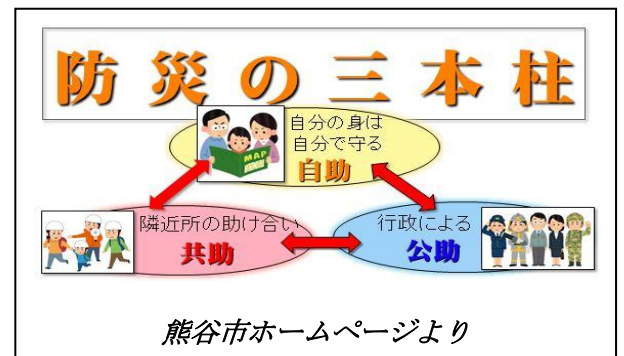 防災の三本柱
自分の身は
自分で守る
自助
MAP
隣近所の助け合い
共助
行政による
公助
熊谷市ホームページより